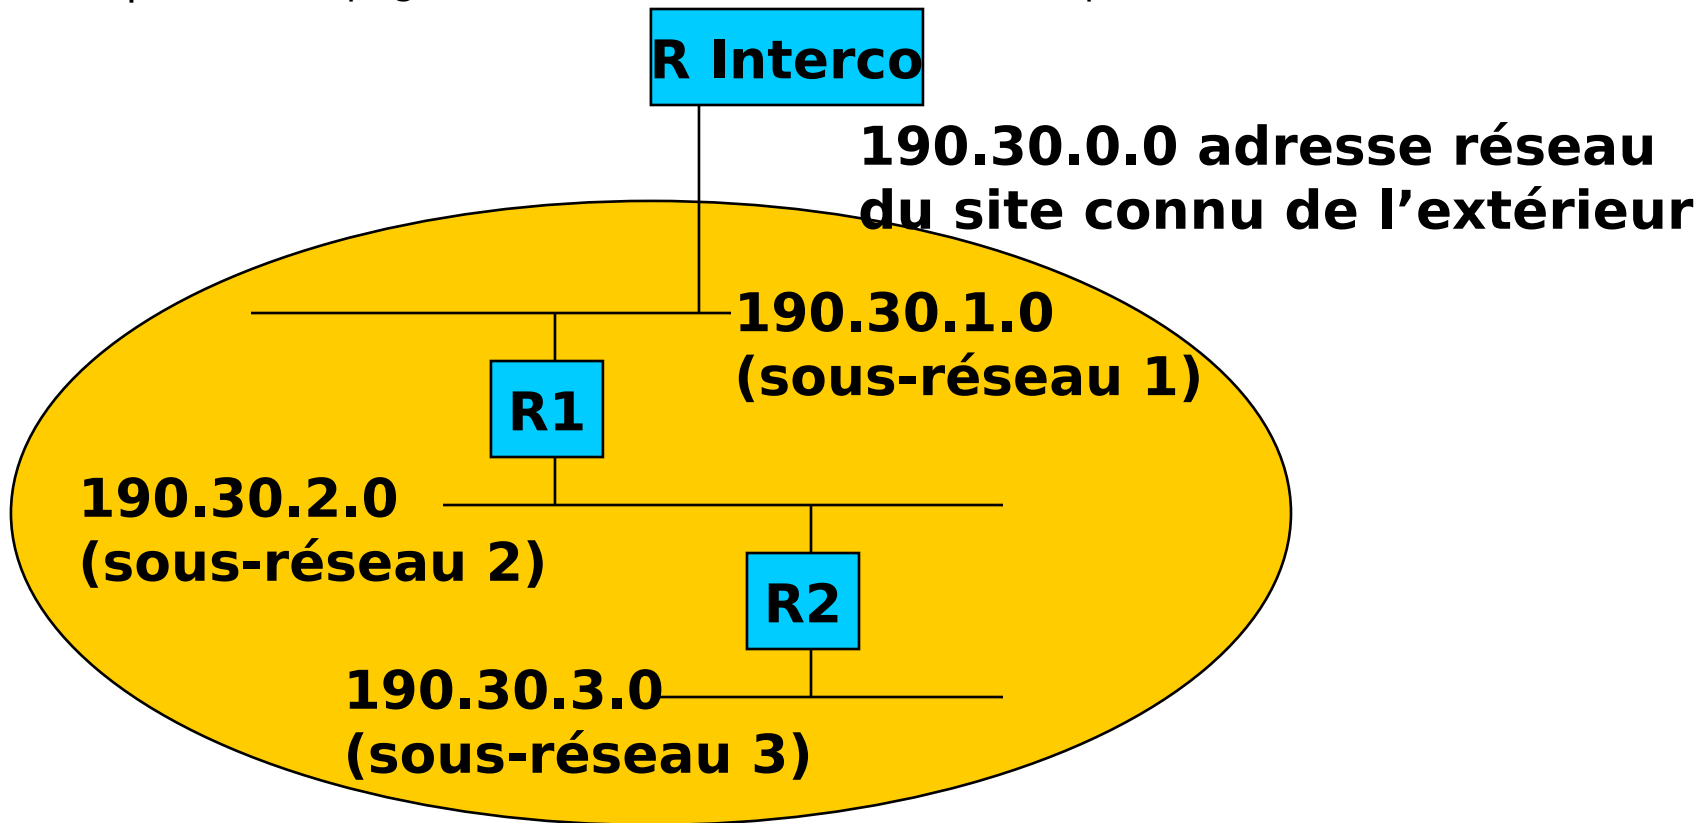 R Interco
190.30.0.0 adresse réseau
du site connu de l’extérieur
190.30.1.0
(sous-réseau 1)
R1
190.30.2.0
(sous-réseau 2)
R2
190.30.3.0
(sous-réseau 3)